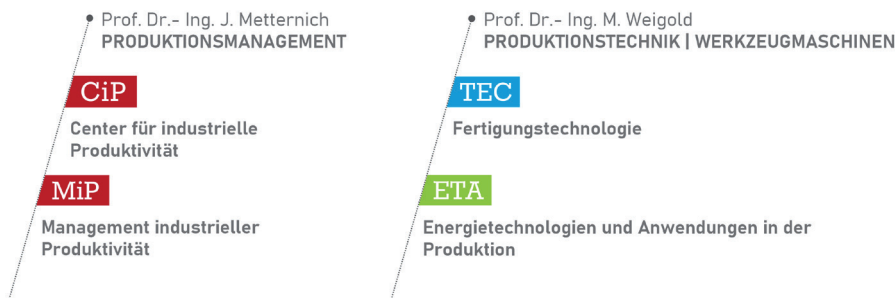 Prof. Dr.- Ing. J. Metternich
PRODUKTIONSMANAGEMENT
CiP
Center für industrielle
Produktivität
MiP
Management industrieller
Produktivität
Prof. Dr.- Ing. M. Weigold
PRODUKTIONSTECHNIK | WERKZEUGMASCHINEN
TEC
Fertigungstechnologie
ETA
Energietechnologien und Anwendungen in der
Produktion